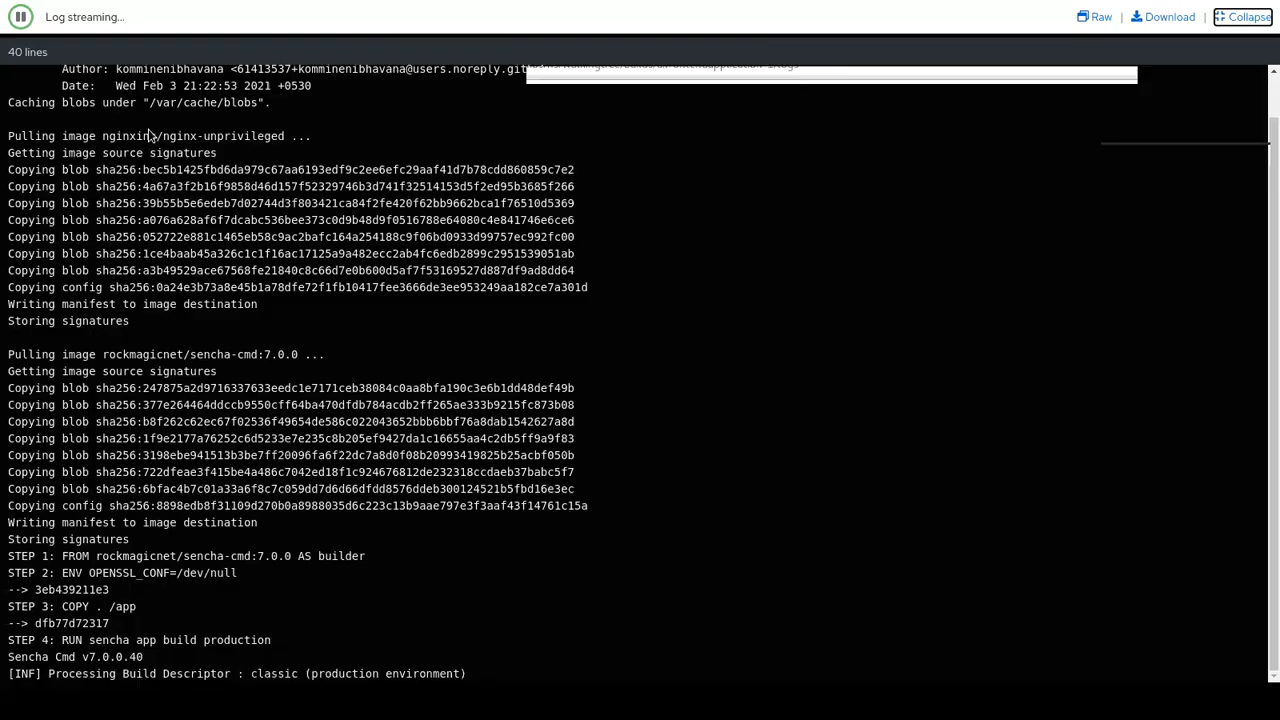 Log streaming...
Raw | Download | Collapse
40 lines
Author: komminenibhavana <61413537+komminenibhavana@users.noreply.git
Date:   Wed Feb 3 21:22:53 2021 +0530
Caching blobs under "/var/cache/blobs".
Pulling image nginxinc/nginx-unprivileged ...
Getting image source signatures
Copying blob sha256:bec5b1425fbd6da979c67aa6193edf9c2ee6efc29aaf41d7b78cdd860859c7e2
Copying blob sha256:4a67a3f2b16f9858d46d157f52329746b3d741f32514153d5f2ed95b3685f266
Copying blob sha256:39b55b5e6edeb7d02744d3f803421ca84f2fe420f62bb9662bca1f76510d5369
Copying blob sha256:a076a628af6f7dcabc536bee373c0d9b48d9f0516788e64080c4e841746e6ce6
Copying blob sha256:052722e881c1465eb58c9ac2bafc164a254188c9f06bd0933d99757ec992fc00
Copying blob sha256:1ce4baab45a326c1c1f16ac17125a9a482ecc2ab4fc6edb2899c2951539051ab
Copying blob sha256:a3b49529ace67568fe21840c8c66d7e0b600d5af7f53169527d887df9ad8dd64
Copying config sha256:0a24e3b73a8e45b1a78dfe72f1fb10417fee3666de3ee953249aa182ce7a301d
Writing manifest to image destination
Storing signatures
Pulling image rockmagicnet/sencha-cmd:7.0.0 ...
Getting image source signatures
Copying blob sha256:247875a2d9716337633eedc1e7171ceb38084c0aa8bfa190c3e6b1dd48def49b
Copying blob sha256:377e264464ddccb9550cff64ba470dfdb784acdb2ff265ae333b9215fc873b08
Copying blob sha256:b8f262c62ec67f02536f49654de586c022043652bbb6bbf76a8dab1542627a8d
Copying blob sha256:1f9e2177a76252c6d5233e7e235c8b205ef9427da1c16655aa4c2db5ff9a9f83
Copying blob sha256:3198ebe941513b3be7ff20096fa6f22dc7a8d0f08b20993419825b25acbf050b
Copying blob sha256:722dfeae3f415be4a486c7042ed18f1c924676812de232318ccdaeb37babc5f7
Copying blob sha256:6bfac4b7c01a33a6f8c7c059dd7d6d66dfdd8576ddeb300124521b5fbd16e3ec
Copying config sha256:8898edb8f31109d270b0a8988035d6c223c13b9aae797e3f3aaf43f14761c15a
Writing manifest to image destination
Storing signatures
STEP 1: FROM rockmagicnet/sencha-cmd:7.0.0 AS builder
STEP 2: ENV OPENSSL_CONF=/dev/null
--> 3eb439211e3
STEP 3: COPY . /app
--> dfb77d72317
STEP 4: RUN sencha app build production
Sencha Cmd v7.0.0.40
[INF] Processing Build Descriptor : classic (production environment)